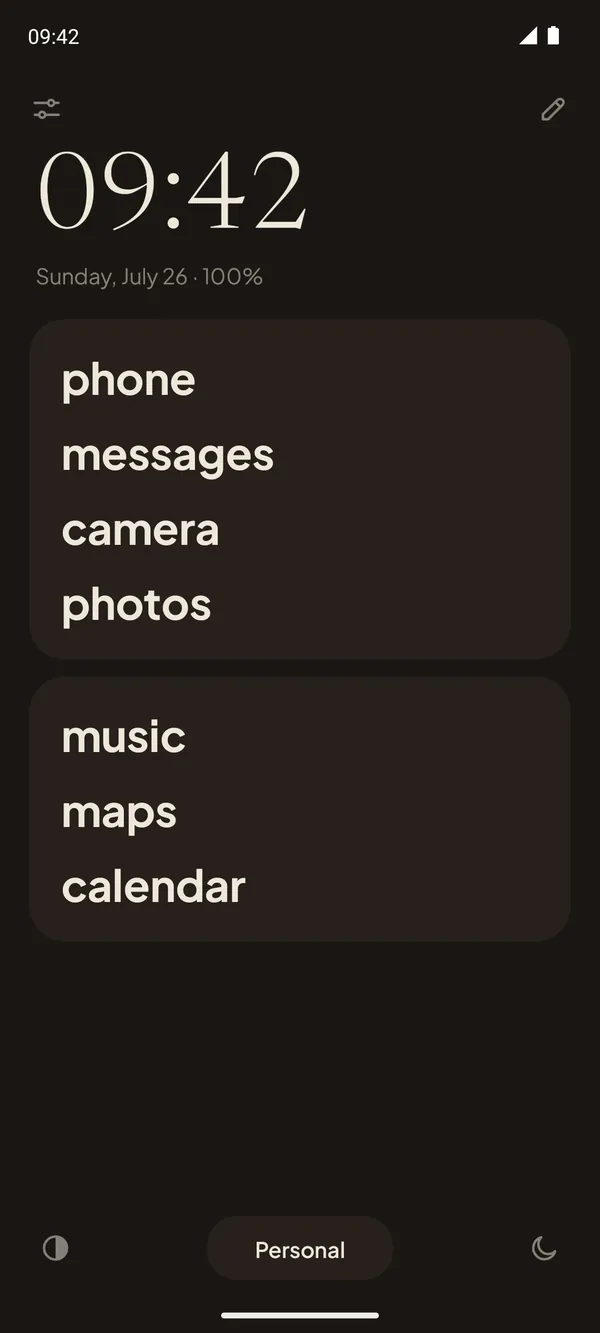 09:42
09:42
Sunday, July 26 · 100%
phone
messages
camera
photos
music
maps
calendar
Personal